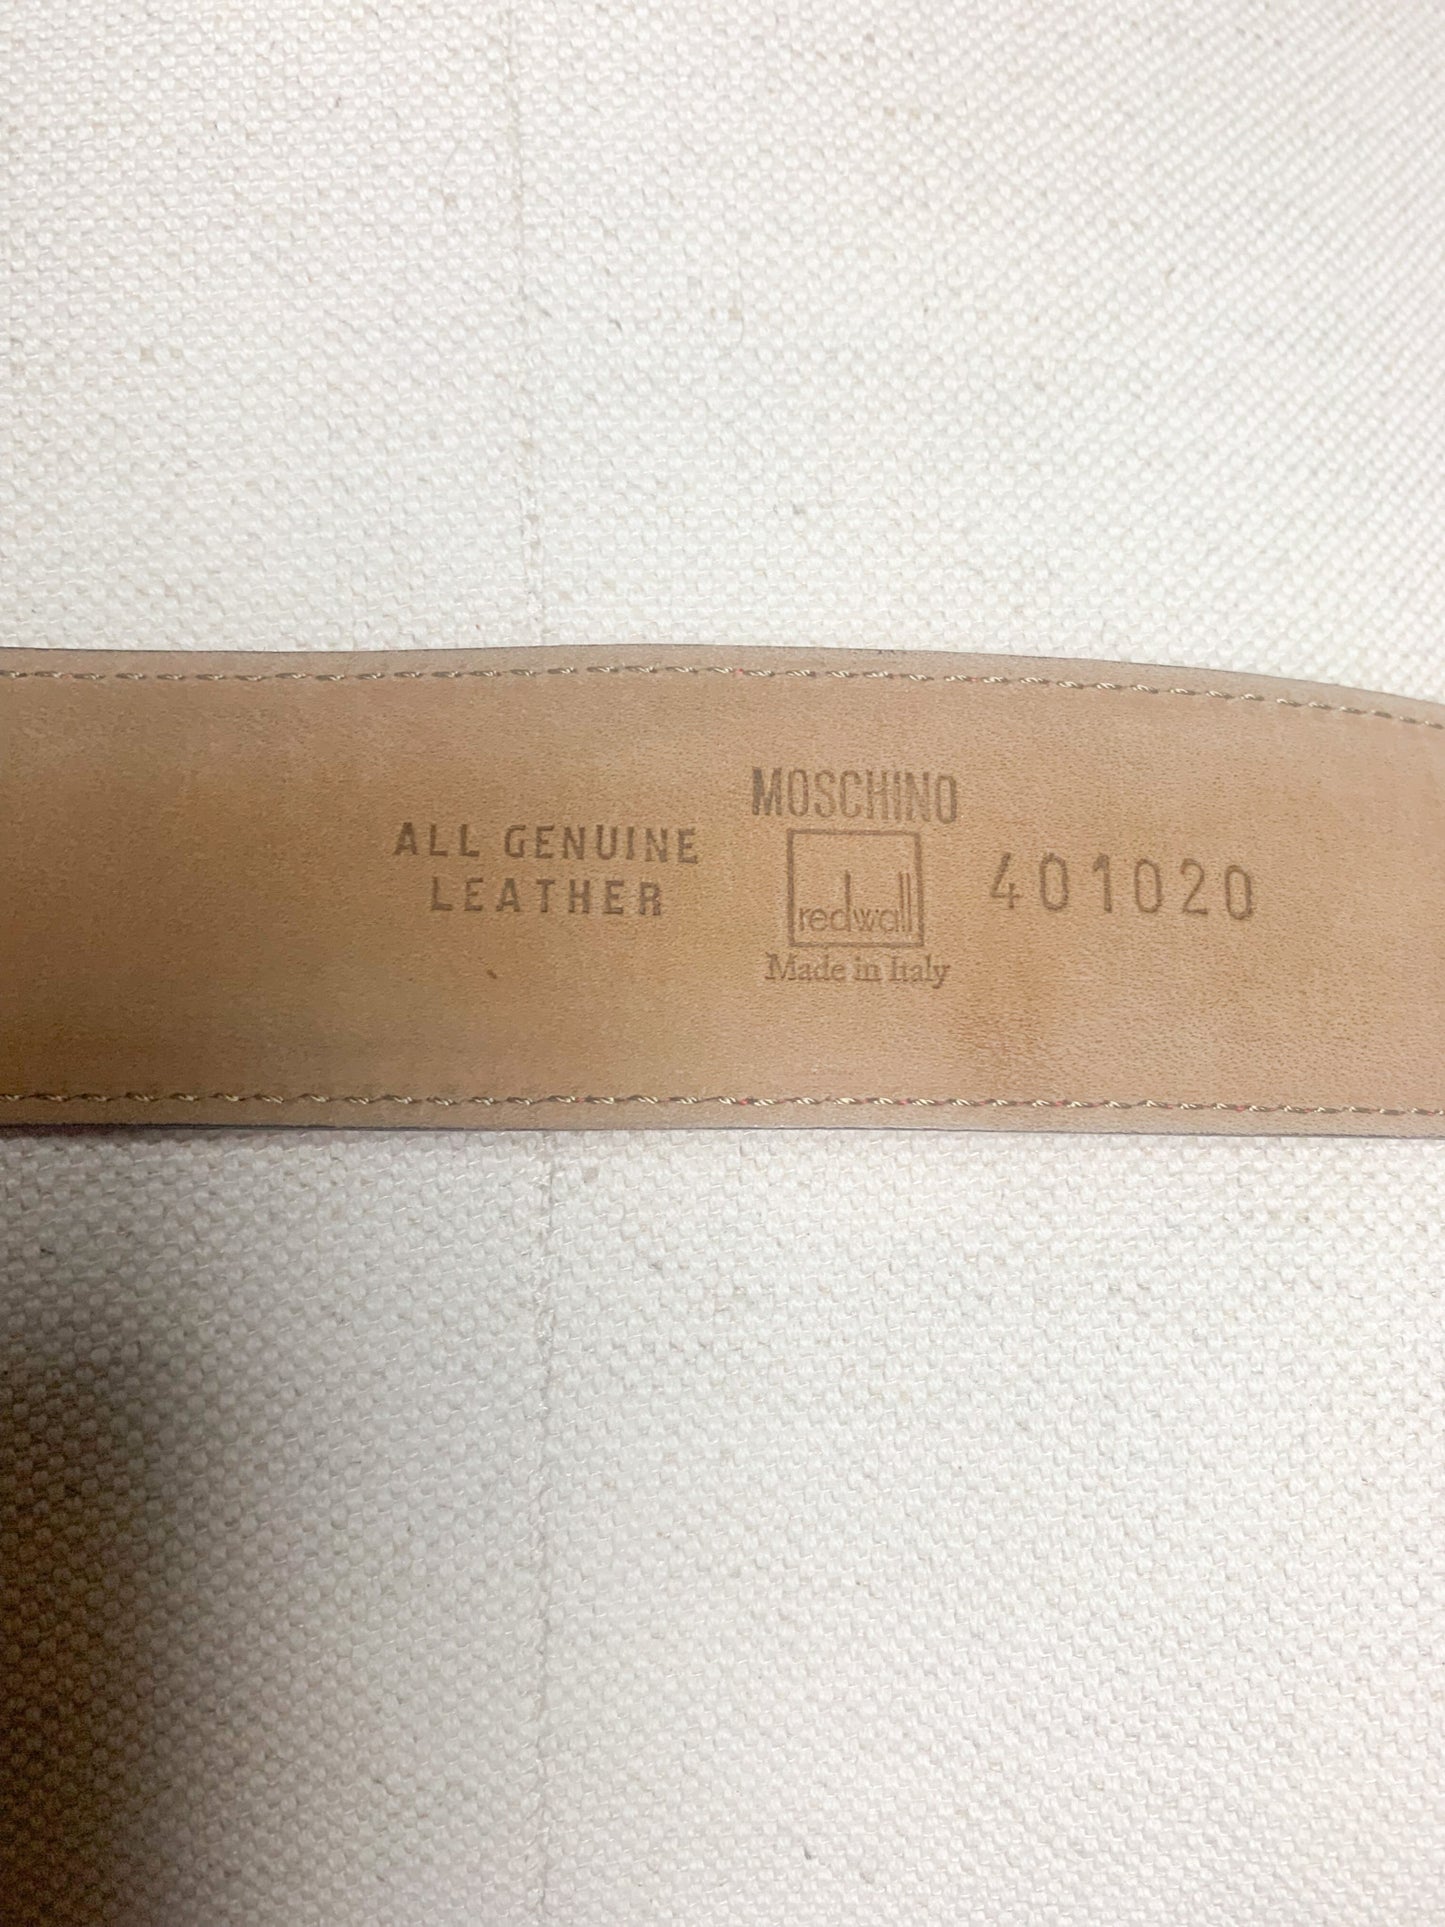 ALL GENUINE
LEATHER
MOSCHINO
redwall
Made in Italy
401020